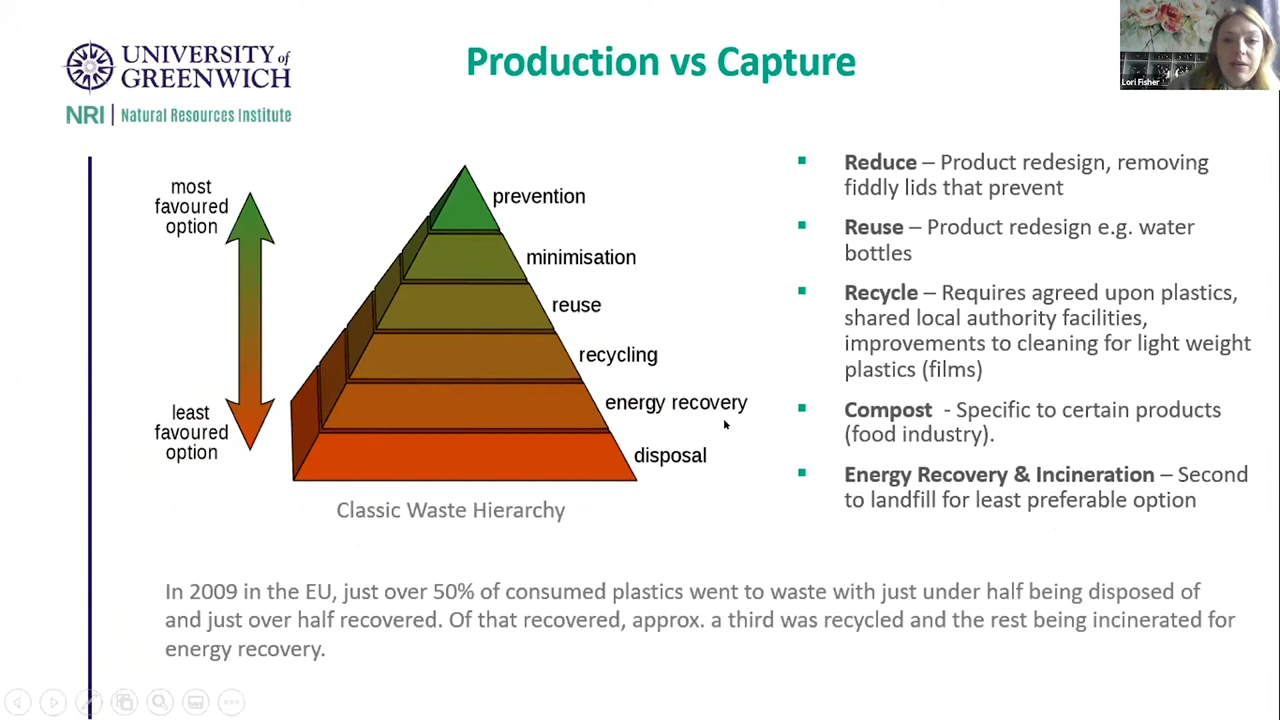 UNIVERSITY of
GREENWICH
NRI | Natural Resources Institute
Production vs Capture
Lori Fisher
most
favoured
option
least
favoured
option
prevention
minimisation
reuse
recycling
energy recovery
disposal
Classic Waste Hierarchy
▪ Reduce – Product redesign, removing
fiddly lids that prevent
▪ Reuse – Product redesign e.g. water
bottles
▪ Recycle – Requires agreed upon plastics,
shared local authority facilities,
improvements to cleaning for light weight
plastics (films)
▪ Compost - Specific to certain products
(food industry).
▪ Energy Recovery & Incineration – Second
to landfill for least preferable option
In 2009 in the EU, just over 50% of consumed plastics went to waste with just under half being disposed of
and just over half recovered. Of that recovered, approx. a third was recycled and the rest being incinerated for
energy recovery.